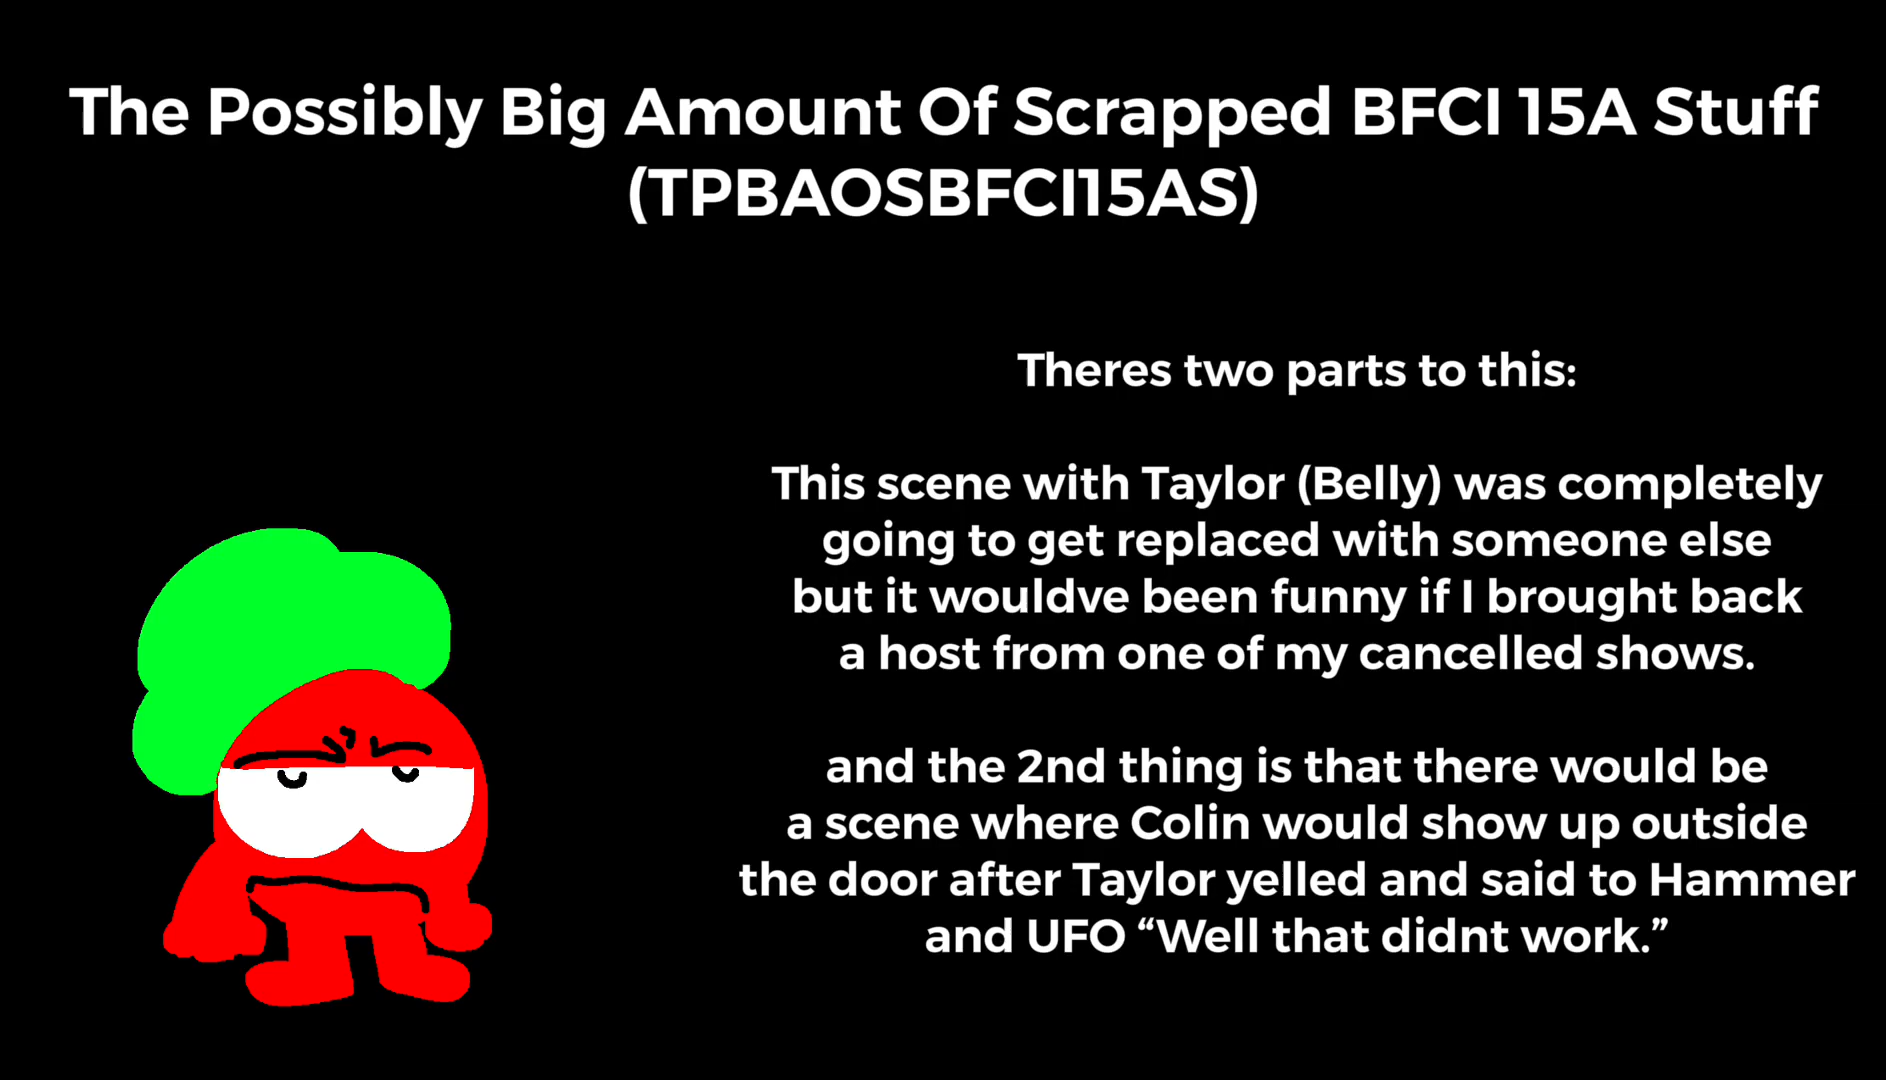 The Possibly Big Amount Of Scrapped BFCI 15A Stuff
(TPBAOSBFCI15AS)
Theres two parts to this:
This scene with Taylor (Belly) was completely
going to get replaced with someone else
but it wouldve been funny if I brought back
a host from one of my cancelled shows.
and the 2nd thing is that there would be
a scene where Colin would show up outside
the door after Taylor yelled and said to Hammer
and UFO “Well that didnt work.”